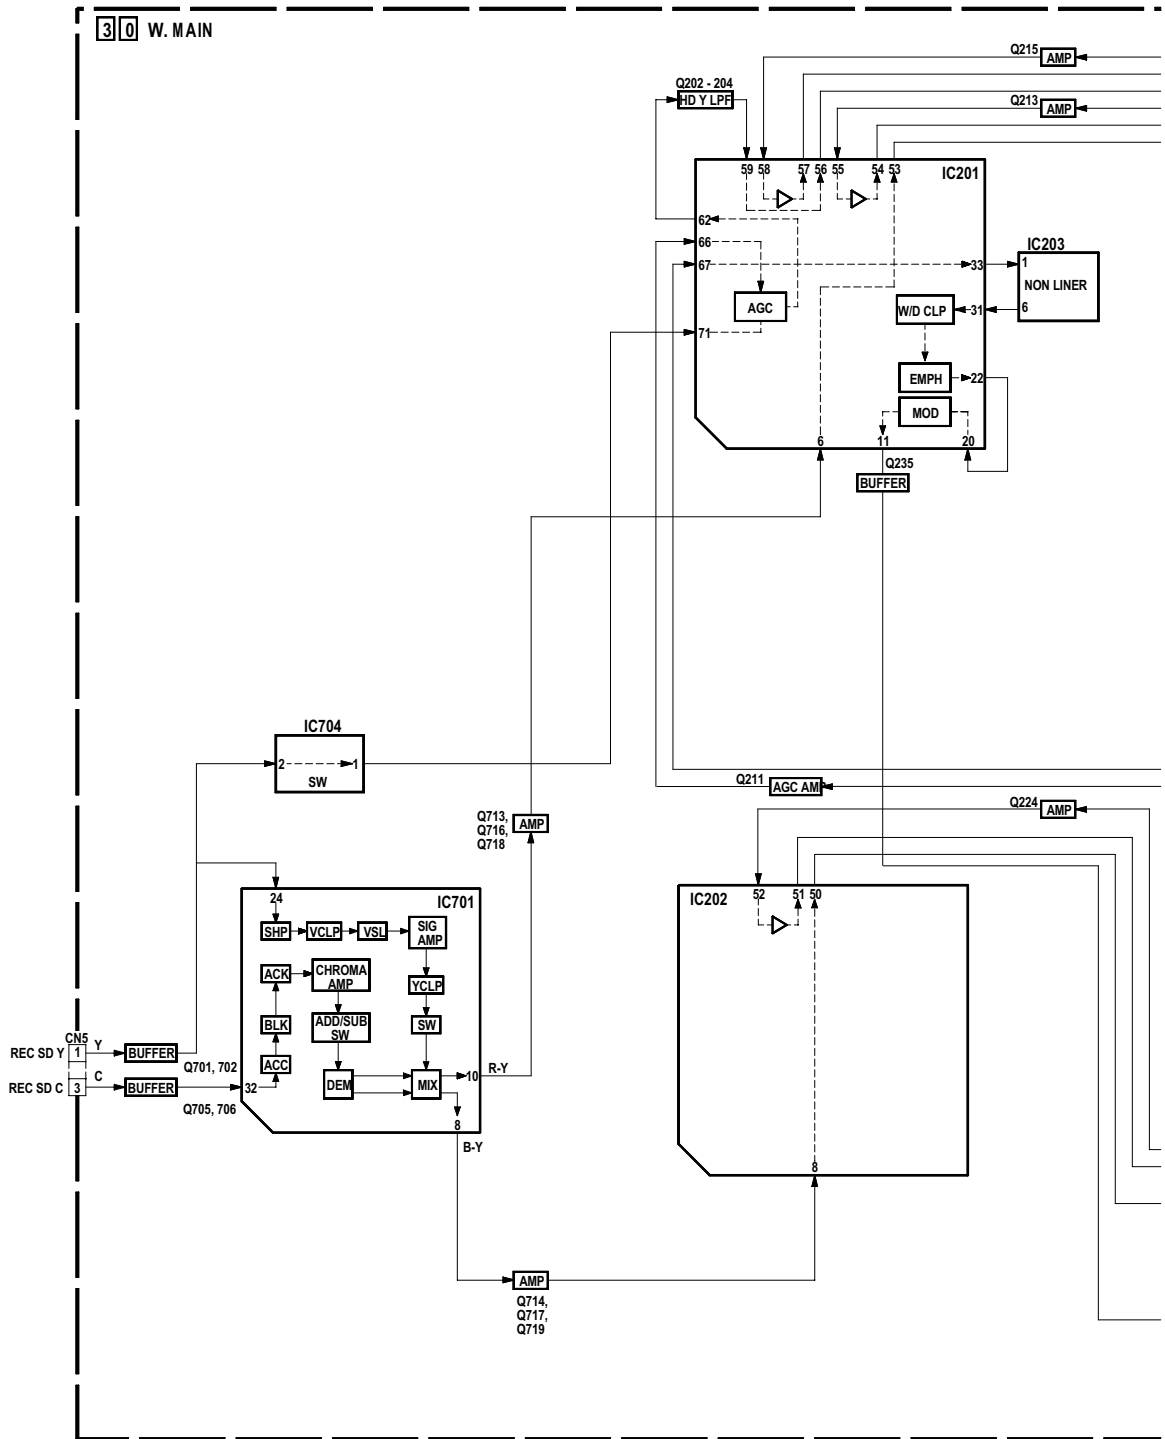 3 0 W. MAIN
Q215
AMP
Q202 - 204
HD Y LPF
Q213
AMP
59 58 57 56 55 54 53
IC201
62
66
67
33
IC203
1
NON LINER
6
AGC
W/D CLP
31
71
EMPH
22
MOD
6 11 20
Q235
BUFFER
IC704
2 1
SW
Q211
AGC AMP
Q224
AMP
Q713,
Q716,
Q718
AMP
24
IC701
IC202
52 51 50
SHP
VCLP
VSL
SIG
AMP
ACK
CHROMA
AMP
YCLP
BLK
ADD/SUB
SW
SW
CN5
REC SD Y 1 Y
BUFFER
Q701, 702
ACC
R-Y
REC SD C 3 C
BUFFER
32
DEM
MIX
10
Q705, 706
8
B-Y
8
AMP
Q714,
Q717,
Q719